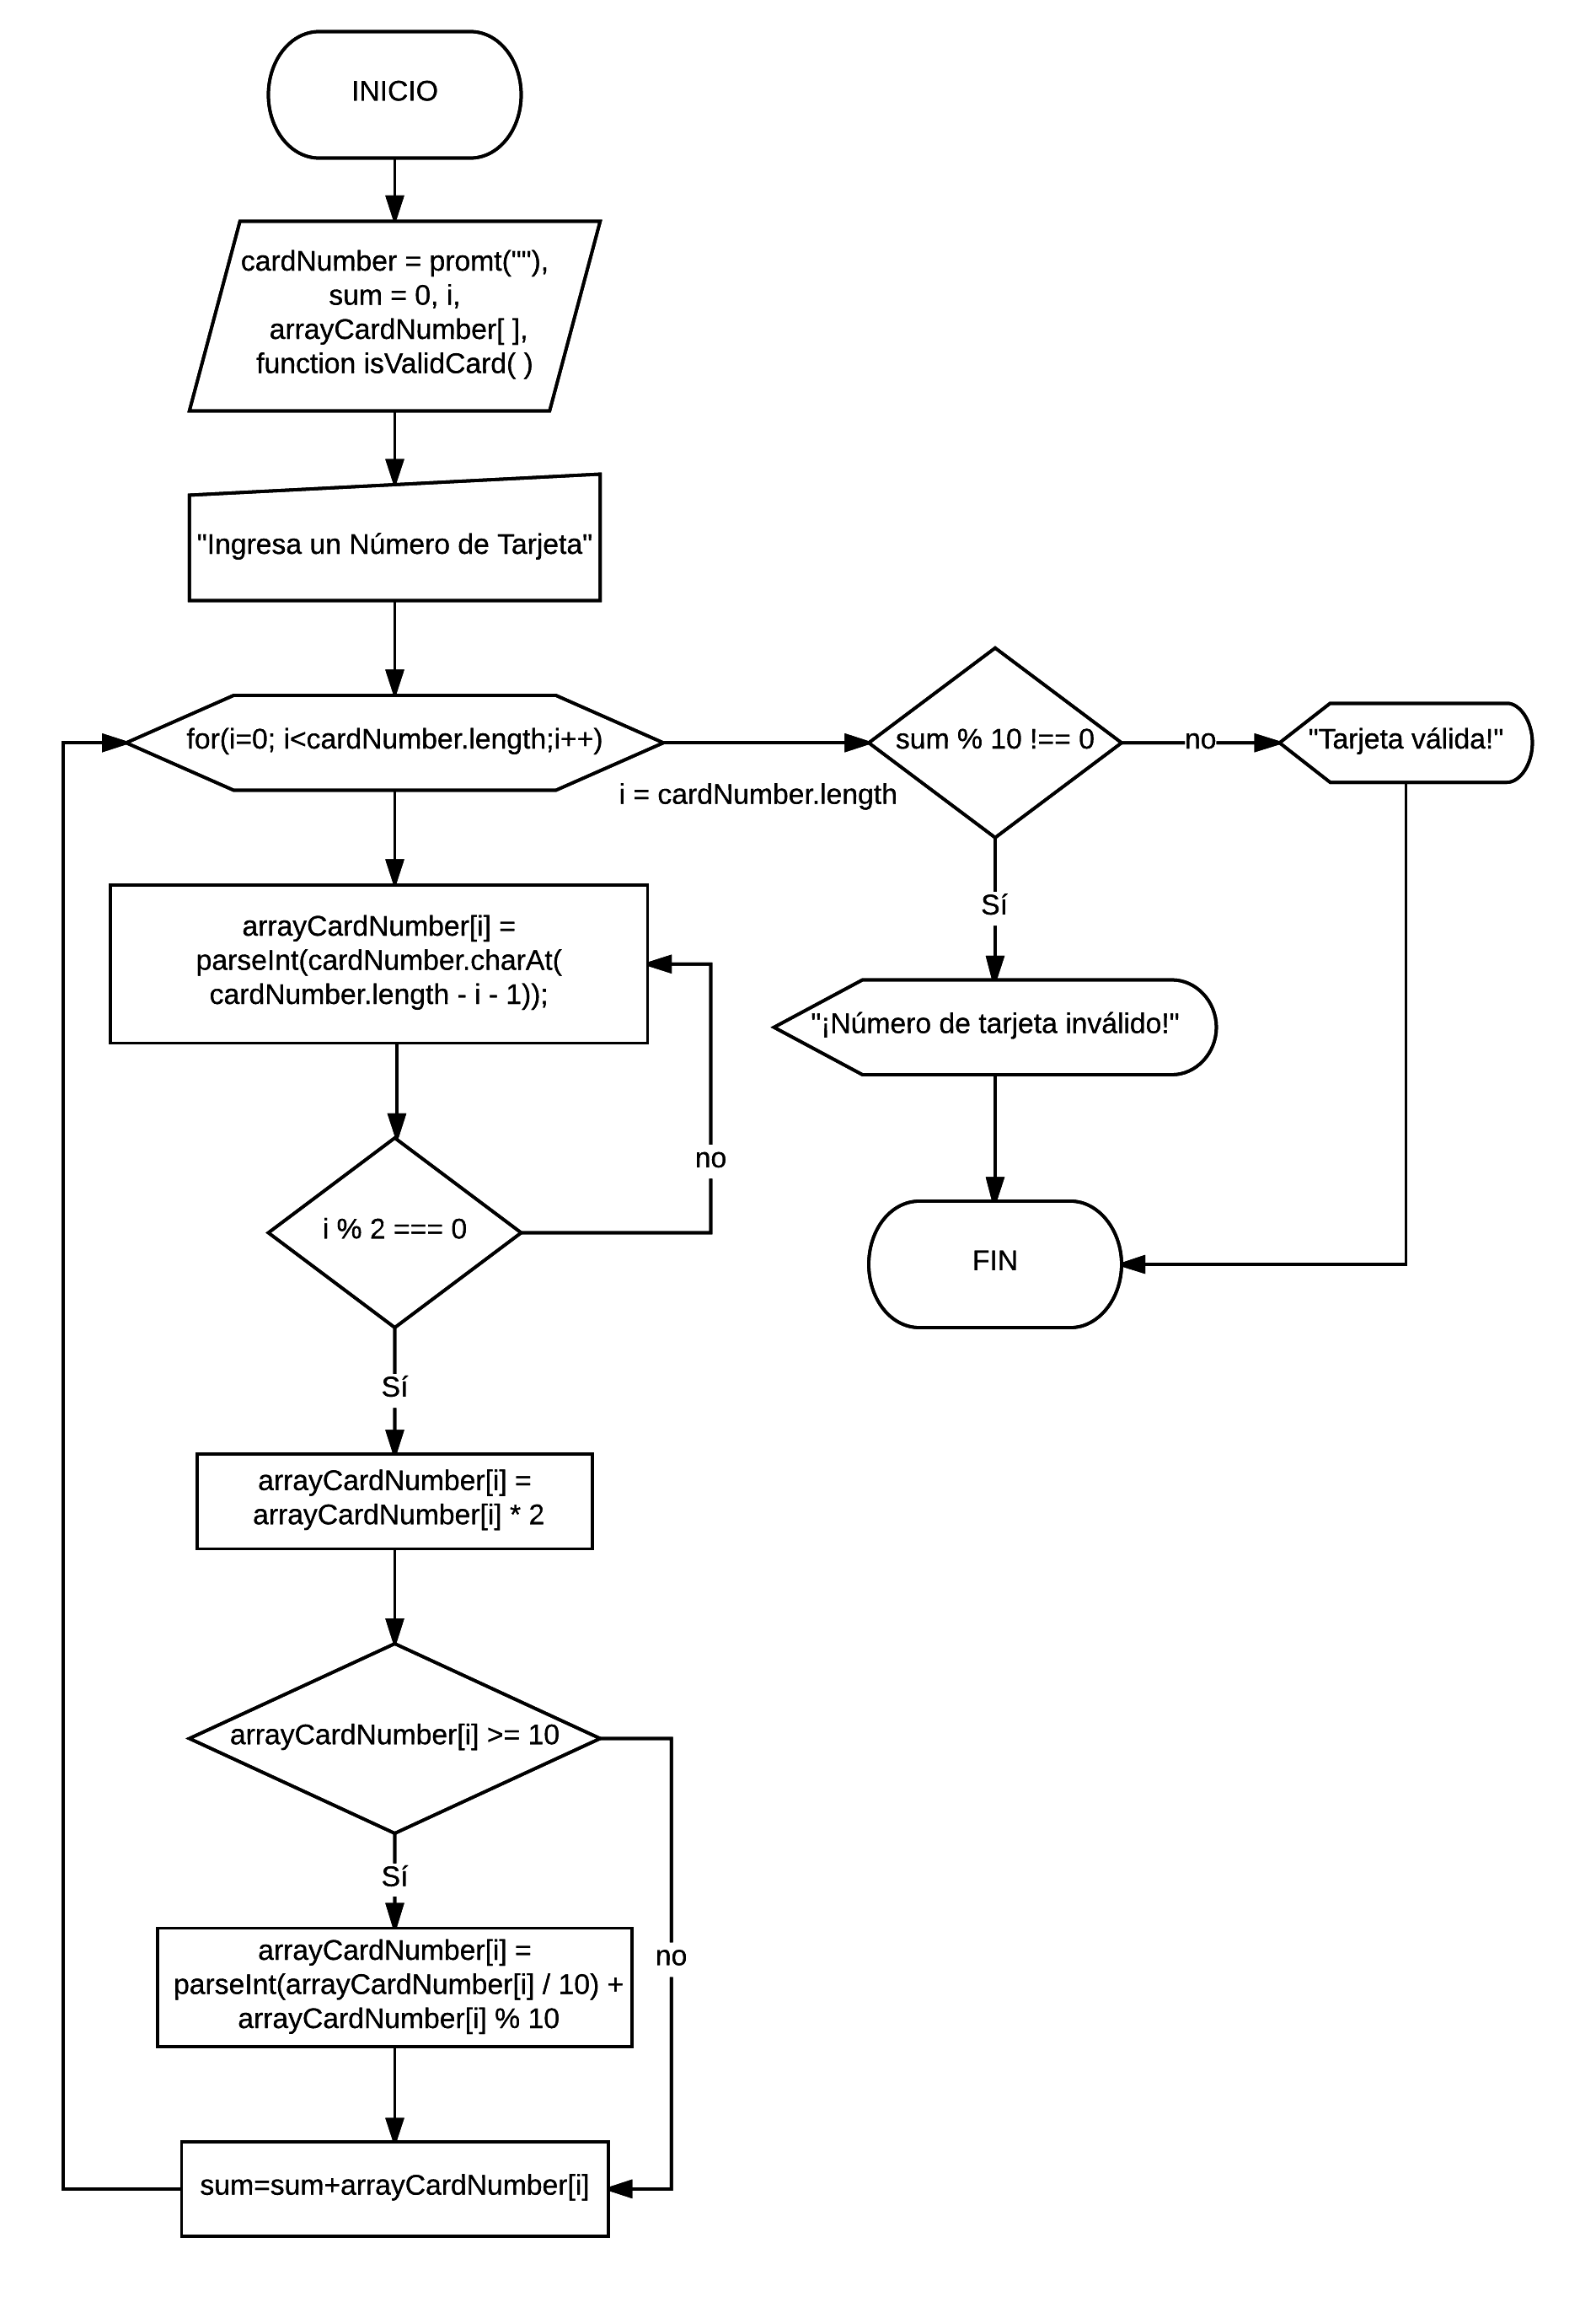 INICIO
cardNumber = promt(""),
sum = 0, i,
arrayCardNumber[ ],
function isValidCard( )
"Ingresa un Número de Tarjeta"
for(i=0; i<cardNumber.length;i++)
i = cardNumber.length
sum % 10 !== 0
no
"Tarjeta válida!"
Sí
"¡Número de tarjeta inválido!"
FIN
arrayCardNumber[i] =
parseInt(cardNumber.charAt(
cardNumber.length - i - 1));
no
i % 2 === 0
Sí
arrayCardNumber[i] =
arrayCardNumber[i] * 2
arrayCardNumber[i] >= 10
Sí
no
arrayCardNumber[i] =
parseInt(arrayCardNumber[i] / 10) +
arrayCardNumber[i] % 10
sum=sum+arrayCardNumber[i]